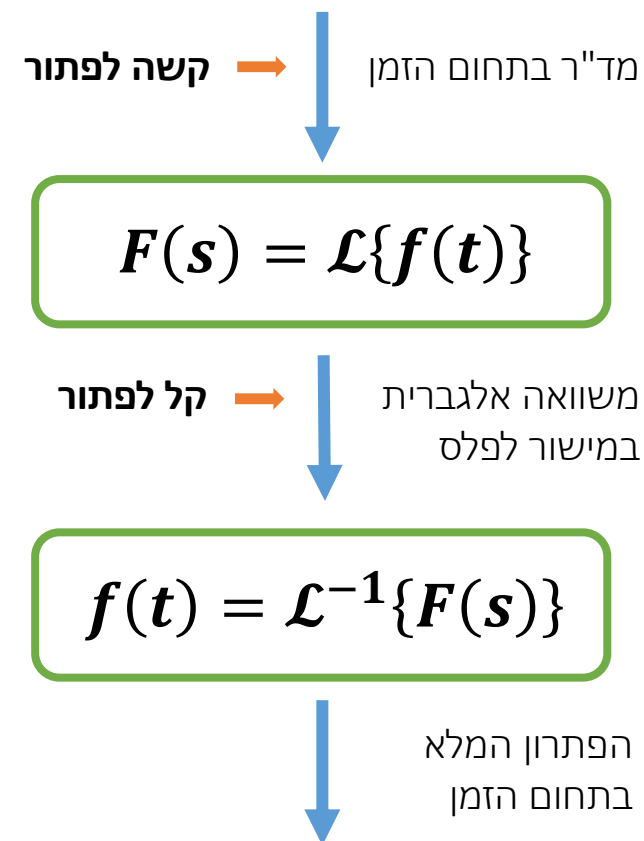 מד"ר בתחום הזמן
קשה לפתור
F(s) = ℒ{f(t)}
משוואה אלגברית
במישור לפלס
קל לפתור
f(t) = ℒ⁻¹{F(s)}
הפתרון המלא
בתחום הזמן